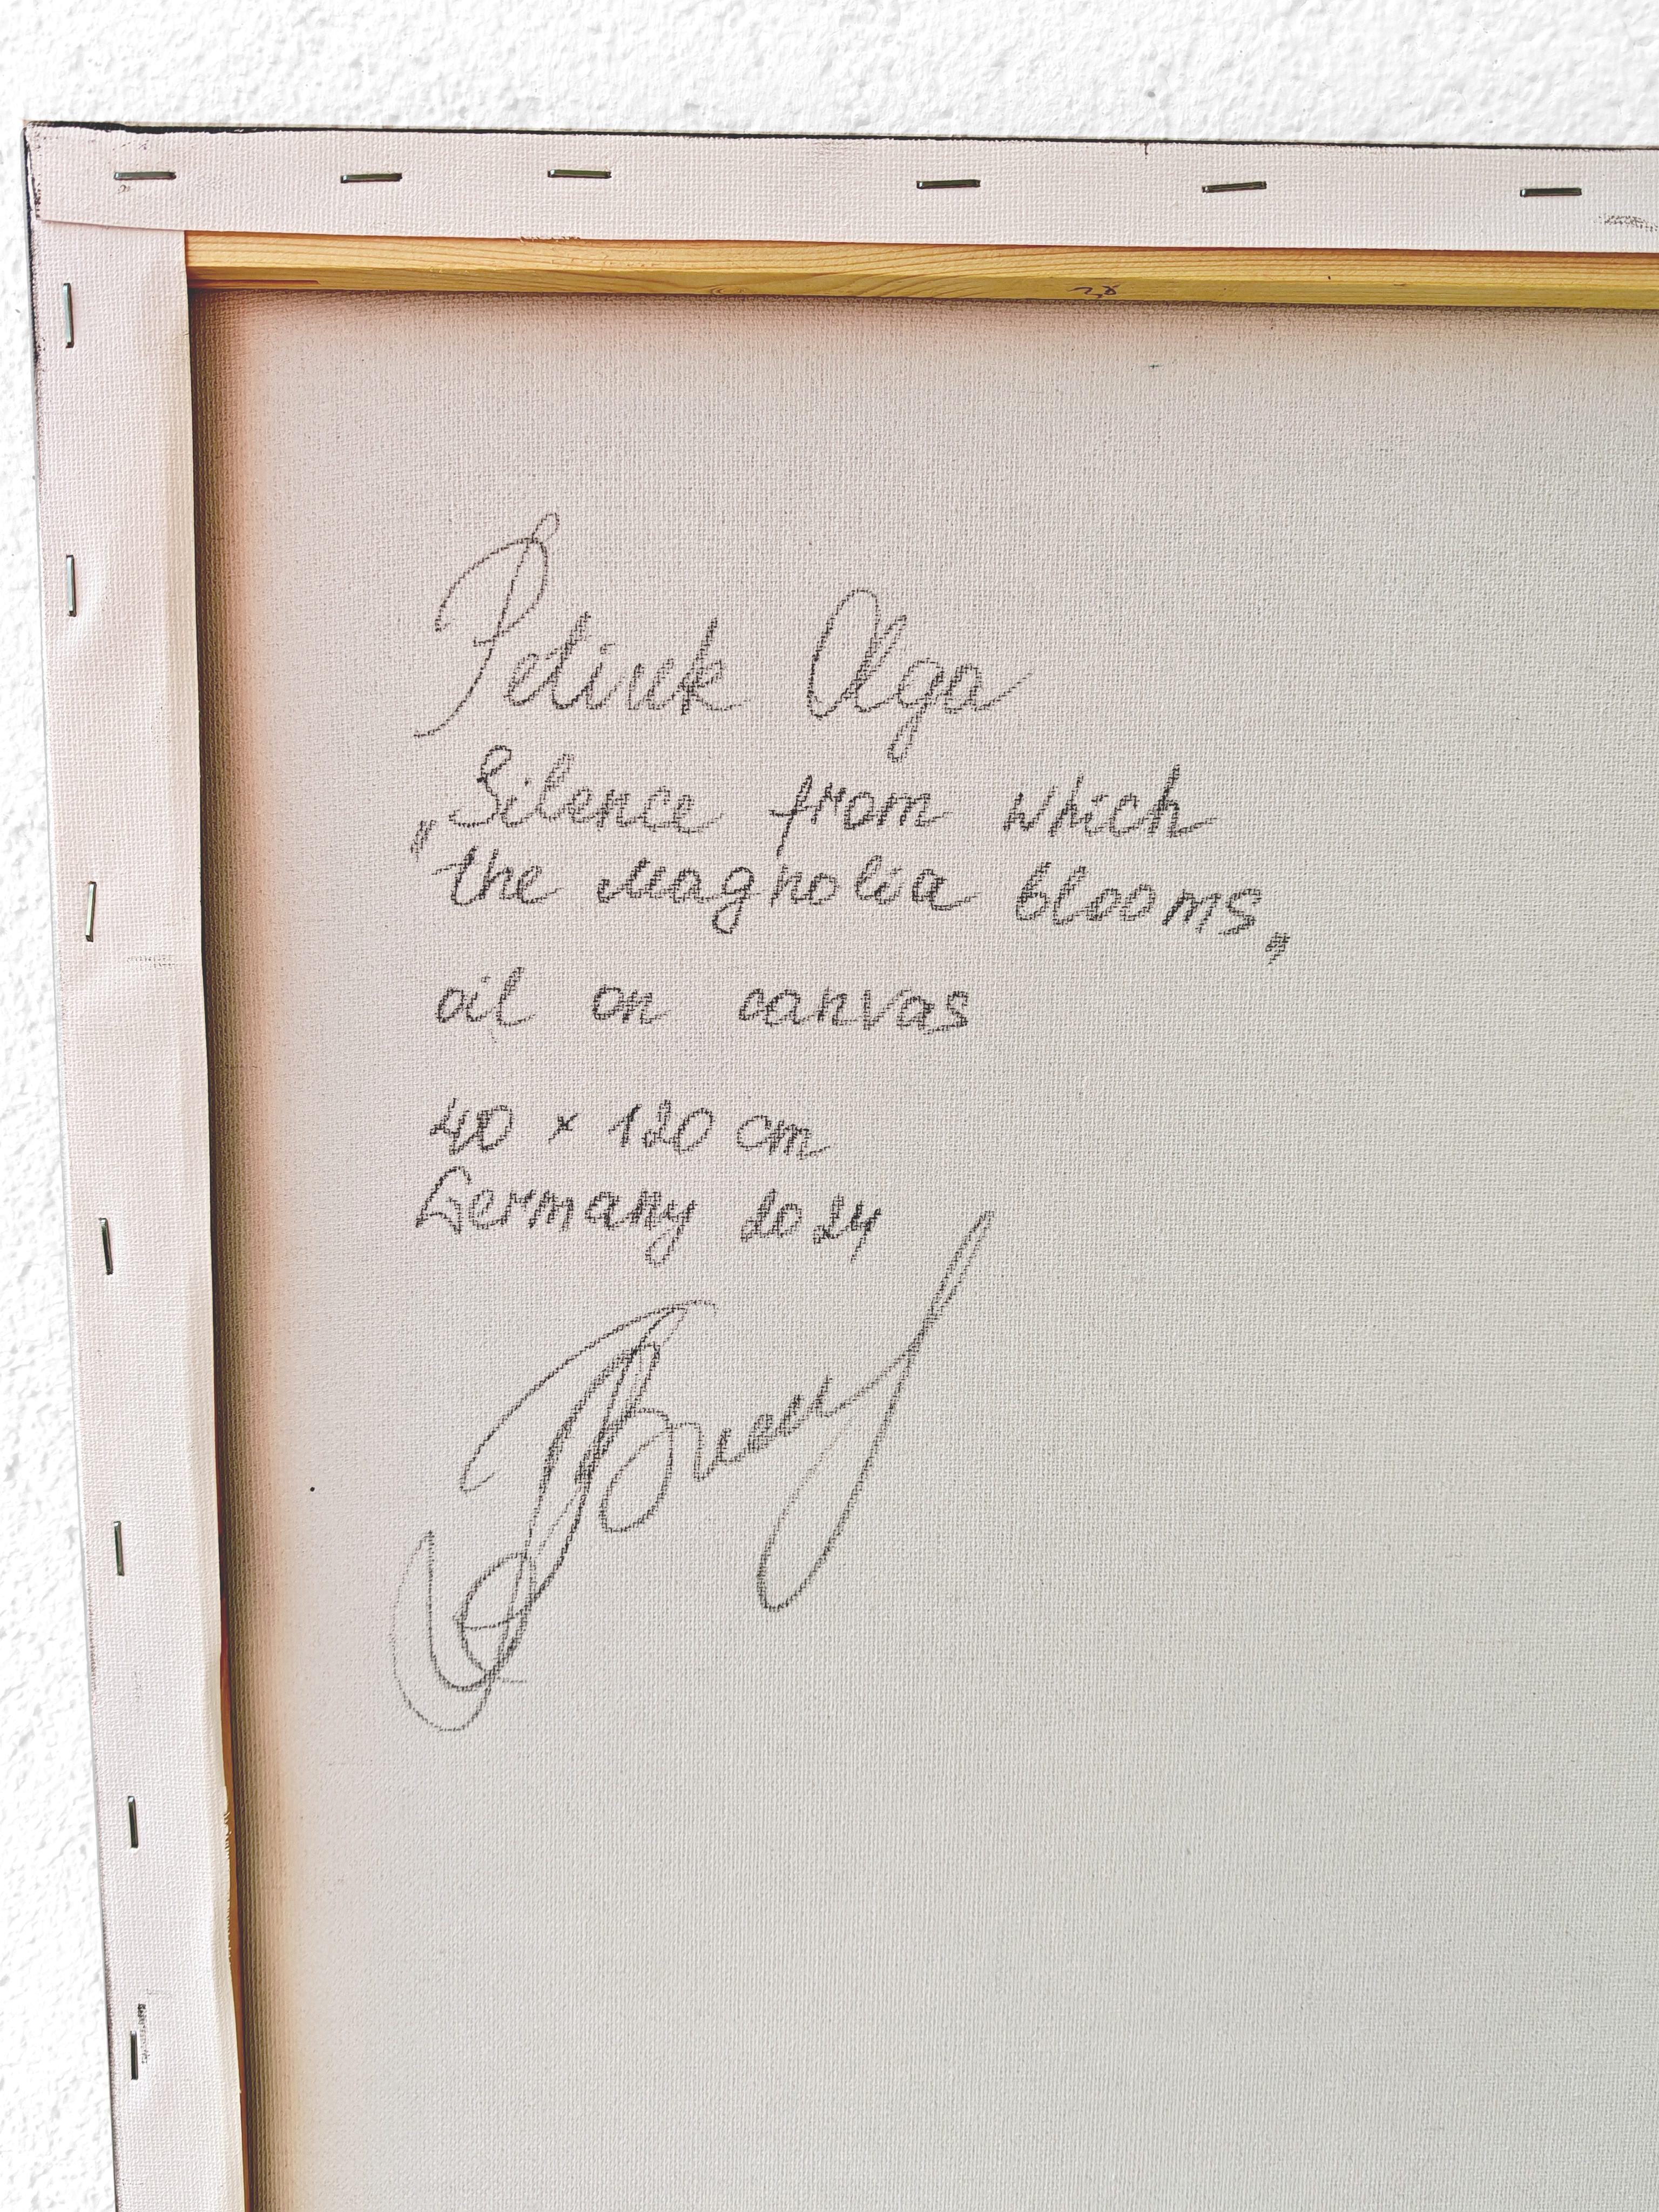 Petiuk Olga
„Silence from which
the magnolia blooms„
oil on canvas
40 x 120 cm
Germany 2024